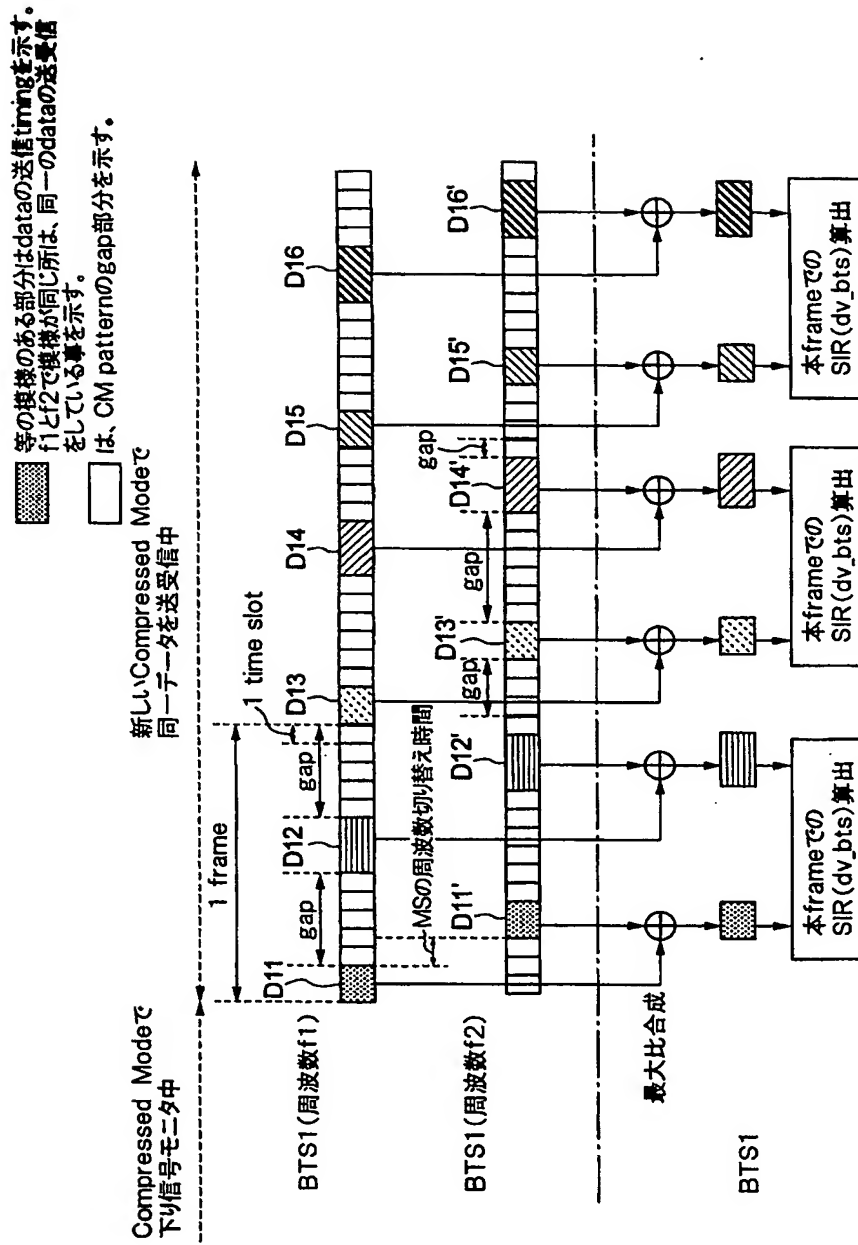 等の模様のある部分はdataの送信timingを示す。
f1とf2で模様が同じ所は、同一のdataの送受信
をしている事を示す。
は、CM patternのgap部分を示す。
Compressed Modeで
下り信号モニタ中
新しいCompressed Modeで
同一データを送受信中
1 frame
1 time slot
D11
gap
D12
gap
D13
D14
D15
D16
BTS1(周波数f1)
MSの周波数切り替え時間
BTS1(周波数f2)
D11'
D12'
gap
D13'
gap
D14'
gap
D15'
D16'
最大比合成
BTS1
本frameでの
SIR(dv_bts)算出
本frameでの
SIR(dv_bts)算出
本frameでの
SIR(dv_bts)算出